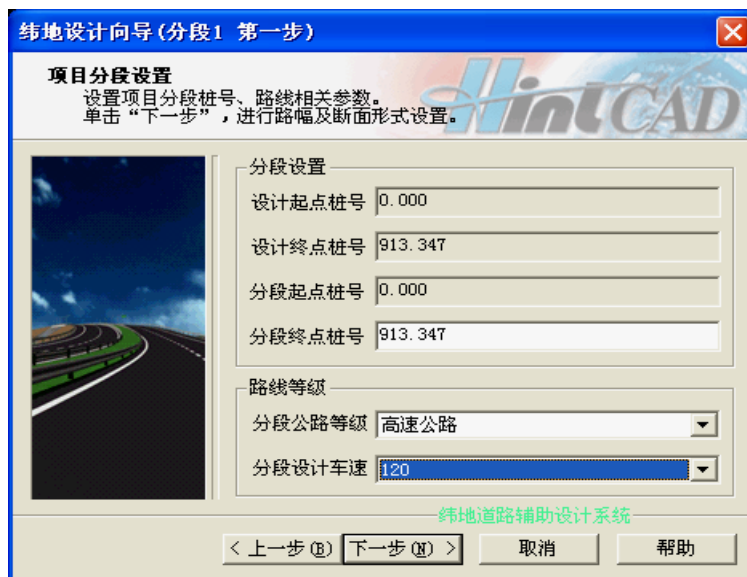 纬地设计向导(分段1 第一步)
项目分段设置
设置项目分段桩号、路线相关参数。
单击“下一步”,进行路幅及断面形式设置。
HintCAD
分段设置
设计起点桩号 0.000
设计终点桩号 913.347
分段起点桩号 0.000
分段终点桩号 913.347
路线等级
分段公路等级 高速公路
分段设计车速 120
纬地道路辅助设计系统
< 上一步(B) 下一步(N) > 取消 帮助